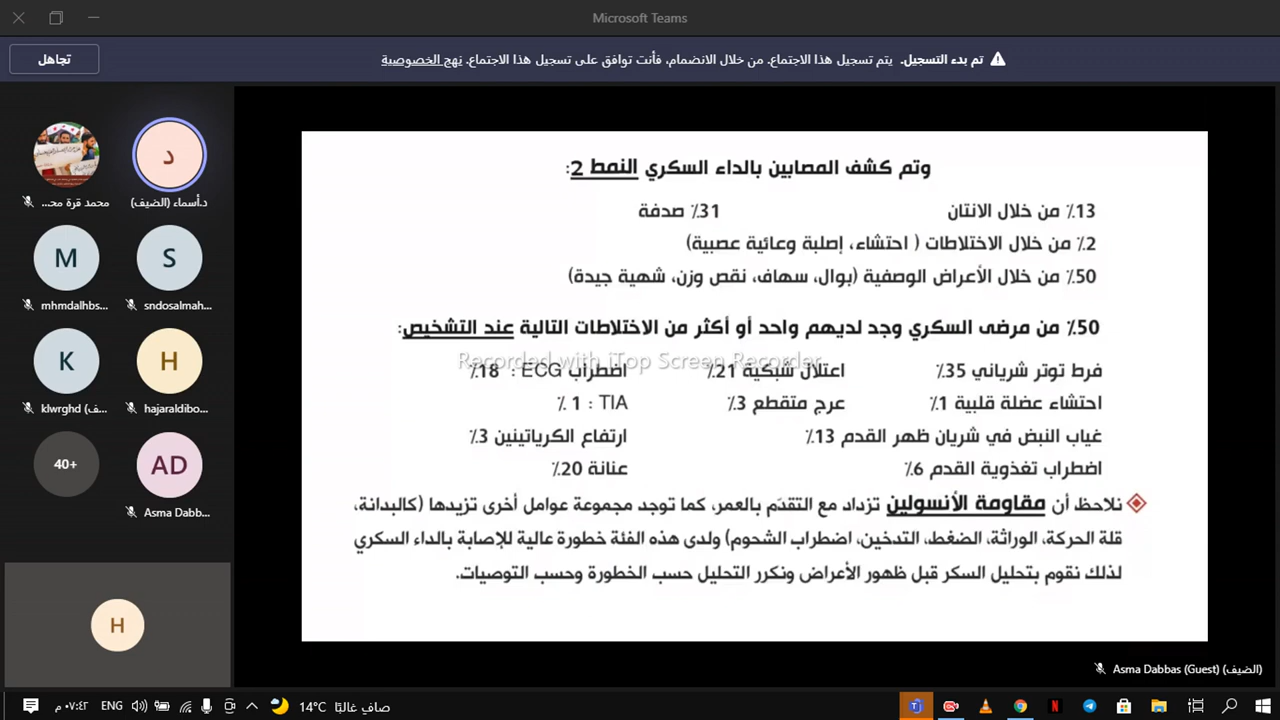 Microsoft Teams
تم بدء التسجيل. يتم تسجيل هذا الاجتماع. من خلال الانضمام، فأنت توافق على تسجيل هذا الاجتماع. نهج الخصوصية
تجاهل
د
د.أسماء (الضيف)
محمد قرة مح...
S
M
sndosalmah...
mhmdalhbs...
H
K
hajaraldibo...
klwrghd (ف...
AD
40+
Asma Dabb...
H
وتم كشف المصابين بالداء السكري النمط 2:
13٪ من خلال الانتان
31٪ صدفة
2٪ من خلال الاختلاطات ( احتشاء، إصلبة وعائية عصبية)
50٪ من خلال الأعراض الوصفية (بوال، سهاف، نقص وزن، شهية جيدة)
50٪ من مرضى السكري وجد لديهم واحد أو أكثر من الاختلاطات التالية عند التشخيص:
Recorded with iTop Screen Recorder
فرط توتر شرياني 35٪
اعتلال شبكية 21٪
اضطراب ECG : 18٪
احتشاء عضلة قلبية 1٪
عرج متقطع 3٪
TIA : 1 ٪
غياب النبض في شريان ظهر القدم 13٪
ارتفاع الكرياتينين 3٪
اضطراب تغذوية القدم 6٪
عنانة 20٪
نلاحظ أن مقاومة الأنسولين تزداد مع التقدّم بالعمر، كما توجد مجموعة عوامل أخرى تزيدها (كالبدانة،
قلة الحركة، الوراثة، الضغط، التدخين، اضطراب الشحوم) ولدى هذه الفئة خطورة عالية للإصابة بالداء السكري
لذلك نقوم بتحليل السكر قبل ظهور الأعراض ونكرر التحليل حسب الخطورة وحسب التوصيات.
Asma Dabbas (Guest) (الضيف)
٠٧:٤٢ م
ENG
14°C صافي غالبًا